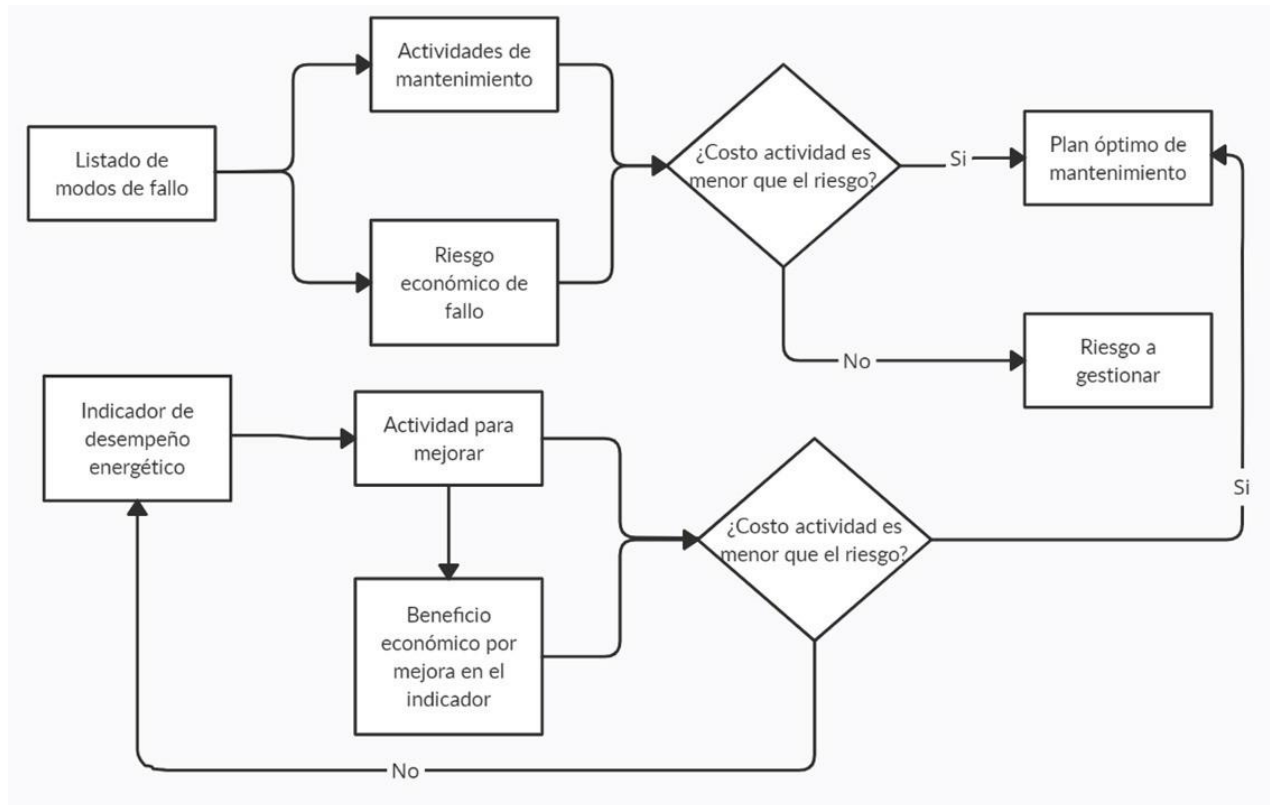 Actividades de
mantenimiento
Listado de
modos de fallo
Riesgo
económico de
fallo
¿Costo actividad es
menor que el riesgo?
Si
Plan óptimo de
mantenimiento
No
Riesgo a
gestionar
Indicador de
desempeño
energético
Actividad para
mejorar
Beneficio
económico por
mejora en el
indicador
¿Costo actividad es
menor que el riesgo?
Si
No